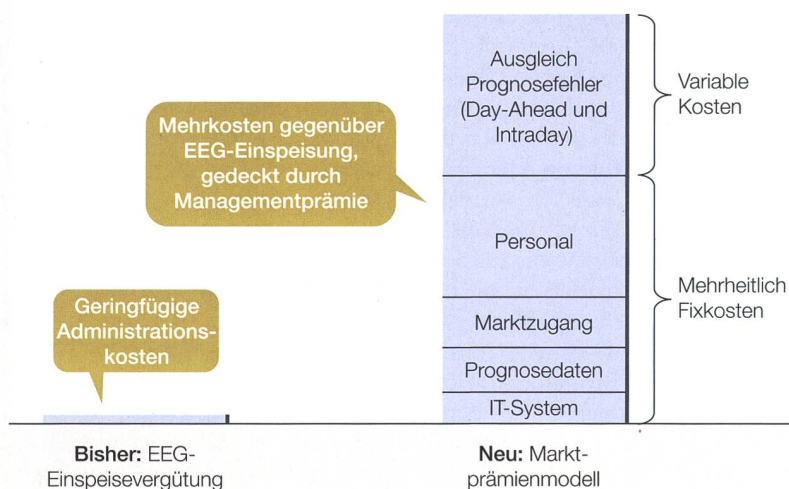 Ausgleich
Prognosefehler
(Day-Ahead und
Intraday)
Variable
Kosten
Mehrkosten gegenüber
EEG-Einspeisung,
gedeckt durch
Managementprämie
Personal
Mehrheitlich
Fixkosten
Geringfügige
Administrations-
kosten
Marktzugang
Prognosedaten
IT-System
Bisher: EEG-
Einspeisevergütung
Neu: Markt-
prämienmodell